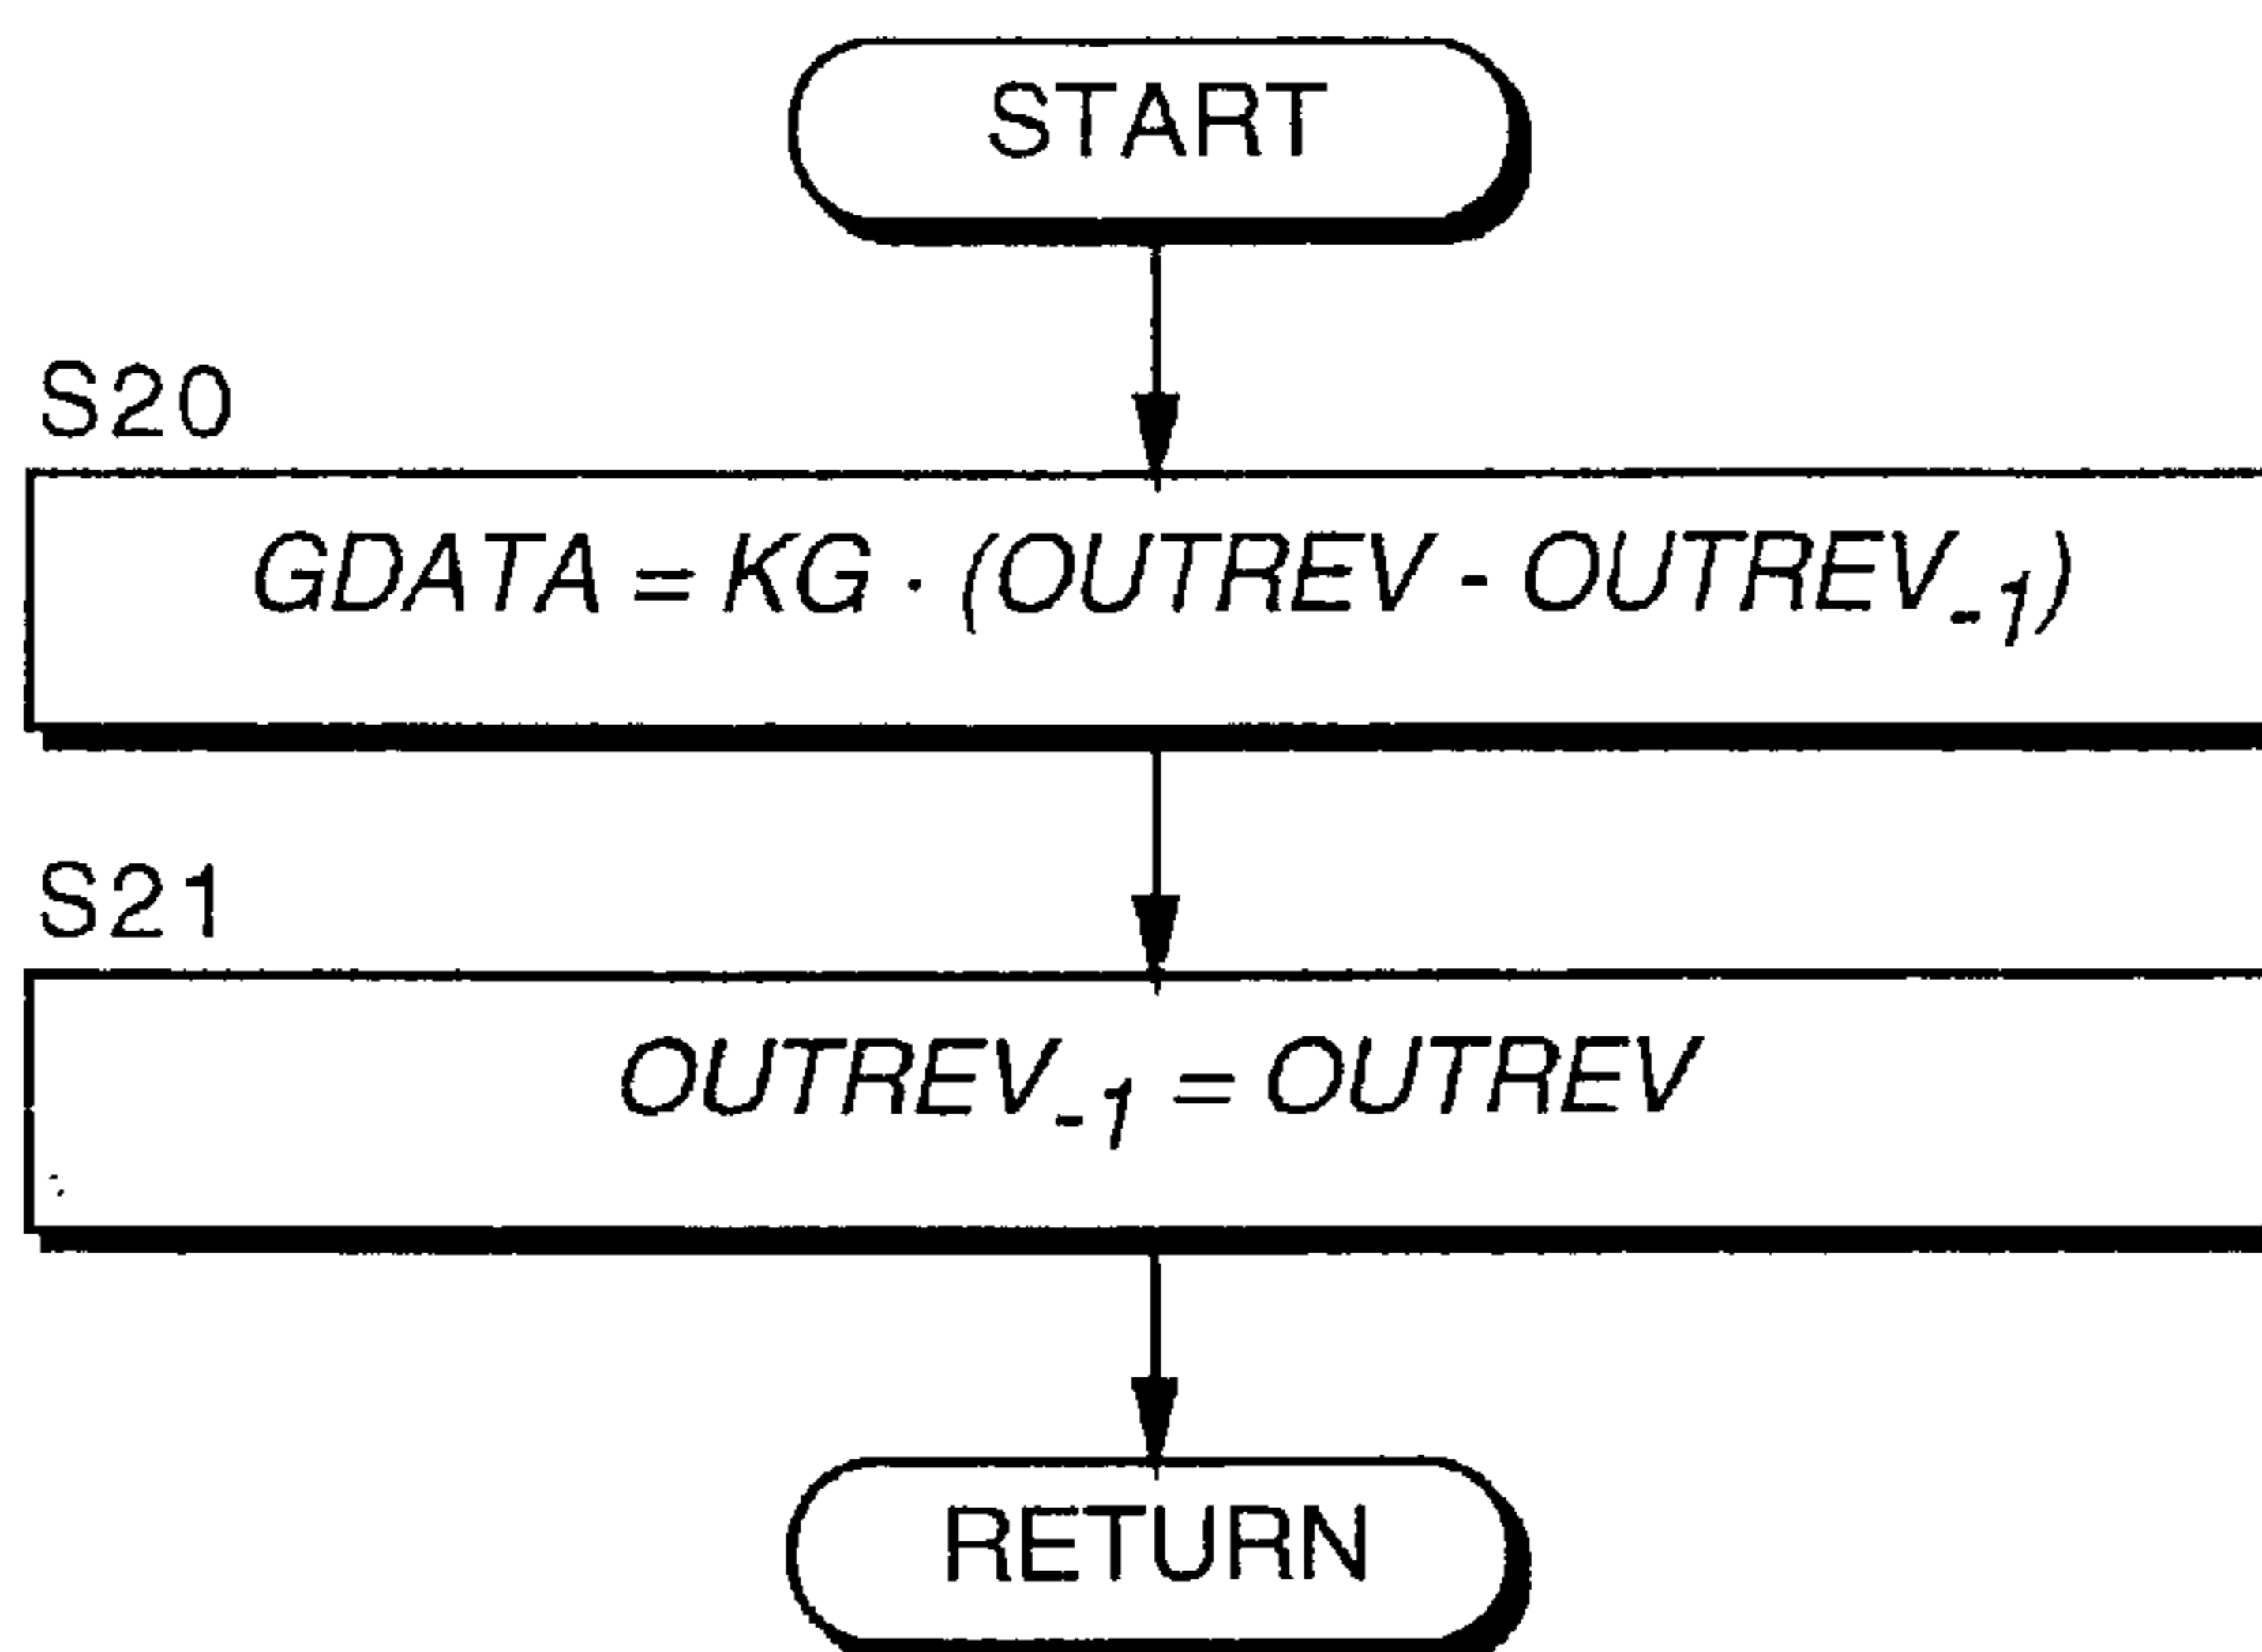 START
S20
GDATA = KG · (OUTREV - OUTREV₋₁)
S21
OUTREV₋₁ = OUTREV
RETURN